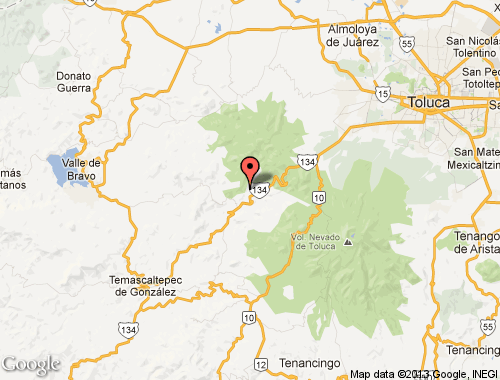 Almoloya
de Juárez
55
San Nicolás
Tolentino
Donato
Guerra
San Pe
Totoltep
15
Toluca
Sa
más
tanos
Valle de
Bravo
134
San Mate
Mexicaltzin
134
10
Vol. Nevado
de Toluca
Tenango
de Arista
Temascaltepec
de González
10
134
55
12
Tenancingo
Google
Map data ©2013 Google, INEGI